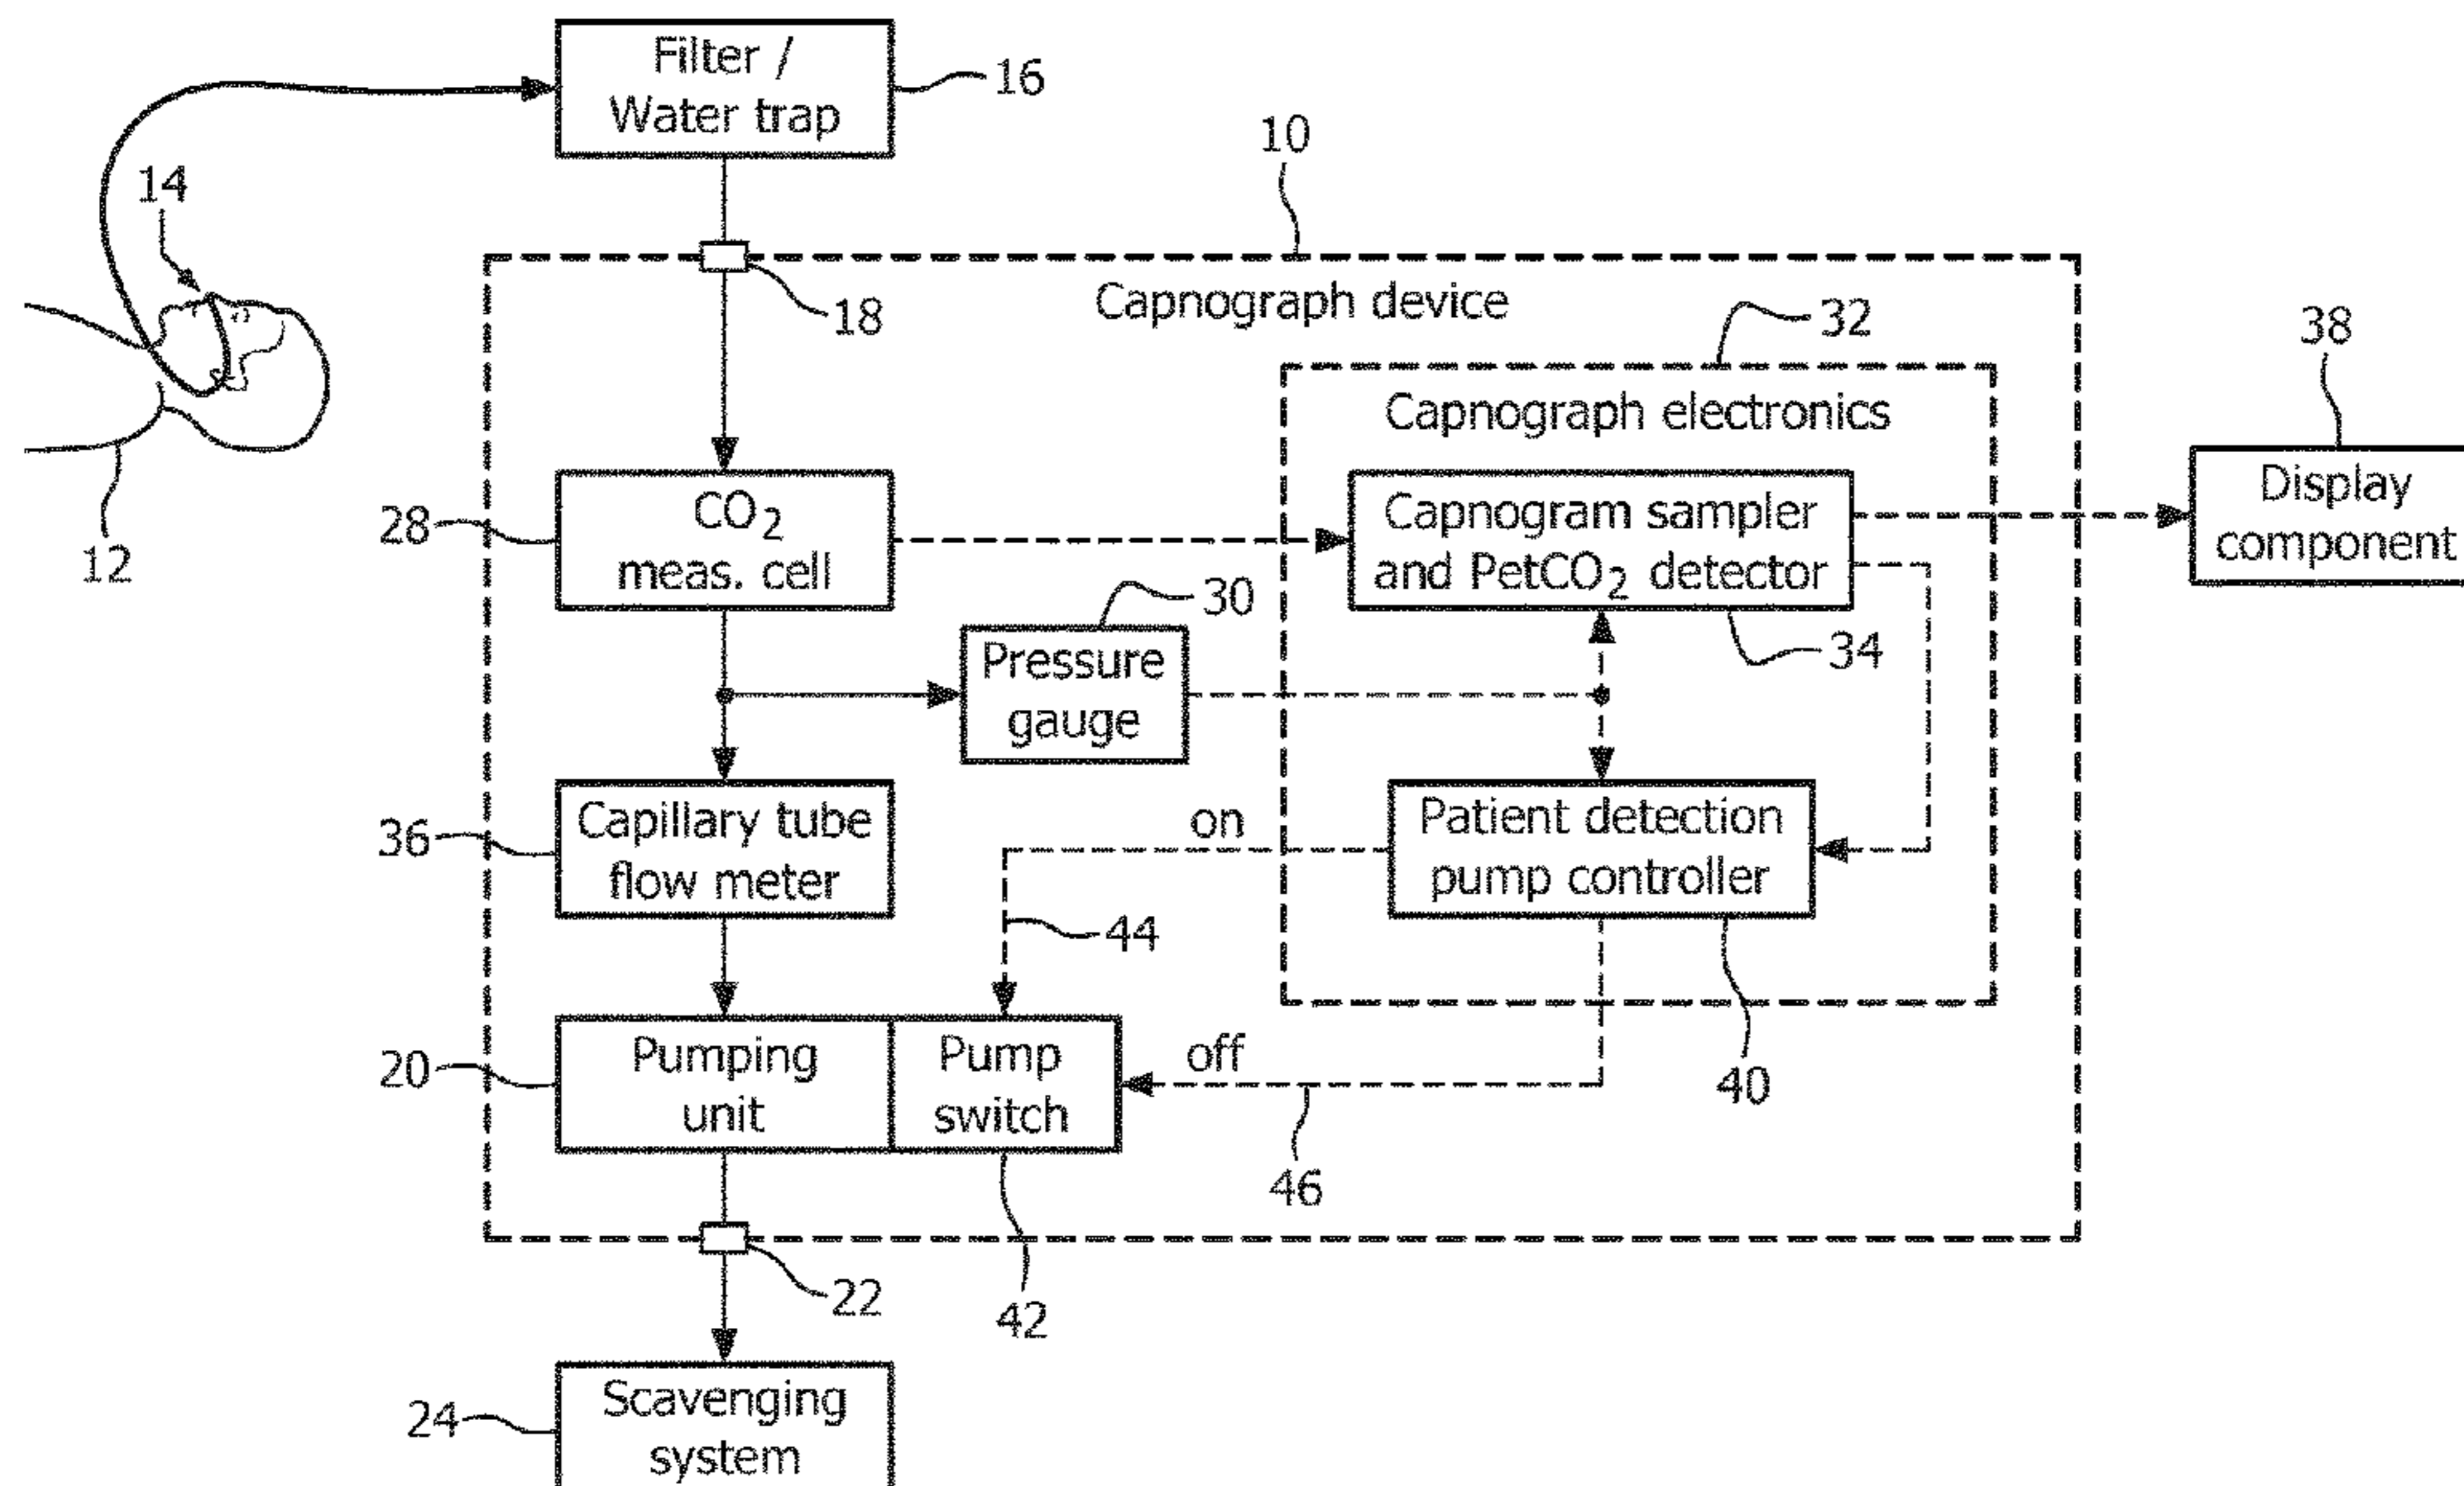 Filter /
Water trap
16
10
14
18
Capnograph device
32
38
Capnograph electronics
Display
component
12
28
CO2
meas. cell
Capnogram sampler
and PetCO2 detector
30
34
Pressure
gauge
36
Capillary tube
flow meter
on
Patient detection
pump controller
44
20
Pumping
unit
Pump
switch
off
40
46
22
42
24
Scavenging
system